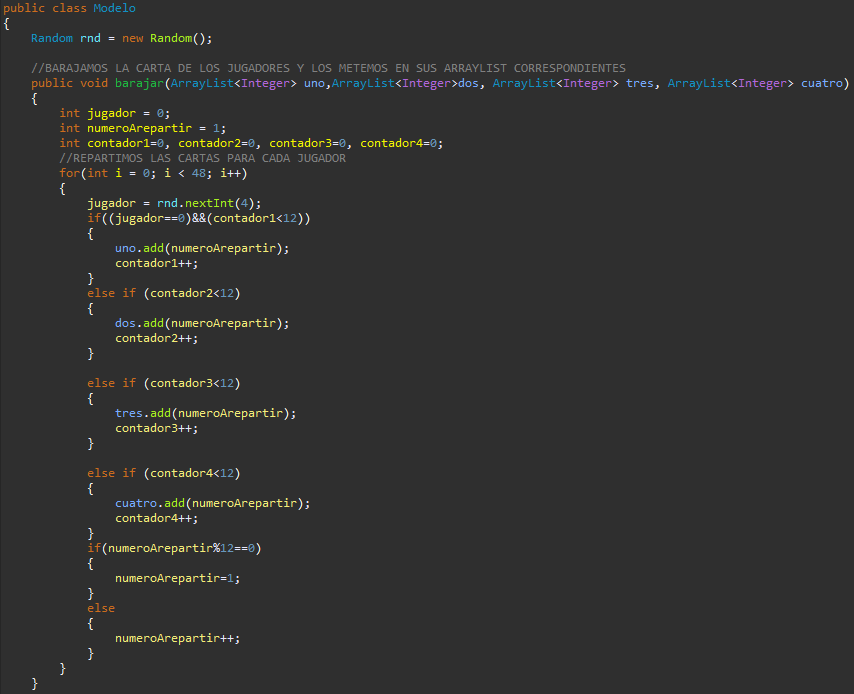 public class Modelo
{
    Random rnd = new Random();

    //BARAJAMOS LA CARTA DE LOS JUGADORES Y LOS METEMOS EN SUS ARRAYLIST CORRESPONDIENTES
    public void barajar(ArrayList<Integer> uno,ArrayList<Integer>dos, ArrayList<Integer> tres, ArrayList<Integer> cuatro)
    {
        int jugador = 0;
        int numeroArepartir = 1;
        int contador1=0, contador2=0, contador3=0, contador4=0;
        //REPARTIMOS LAS CARTAS PARA CADA JUGADOR
        for(int i = 0; i < 48; i++)
        {
            jugador = rnd.nextInt(4);
            if((jugador==0)&&(contador1<12))
            {
                uno.add(numeroArepartir);
                contador1++;
            }
            else if (contador2<12)
            {
                dos.add(numeroArepartir);
                contador2++;
            }

            else if (contador3<12)
            {
                tres.add(numeroArepartir);
                contador3++;
            }

            else if (contador4<12)
            {
                cuatro.add(numeroArepartir);
                contador4++;
            }
            if(numeroArepartir%12==0)
            {
                numeroArepartir=1;
            }
            else
            {
                numeroArepartir++;
            }
        }
    }